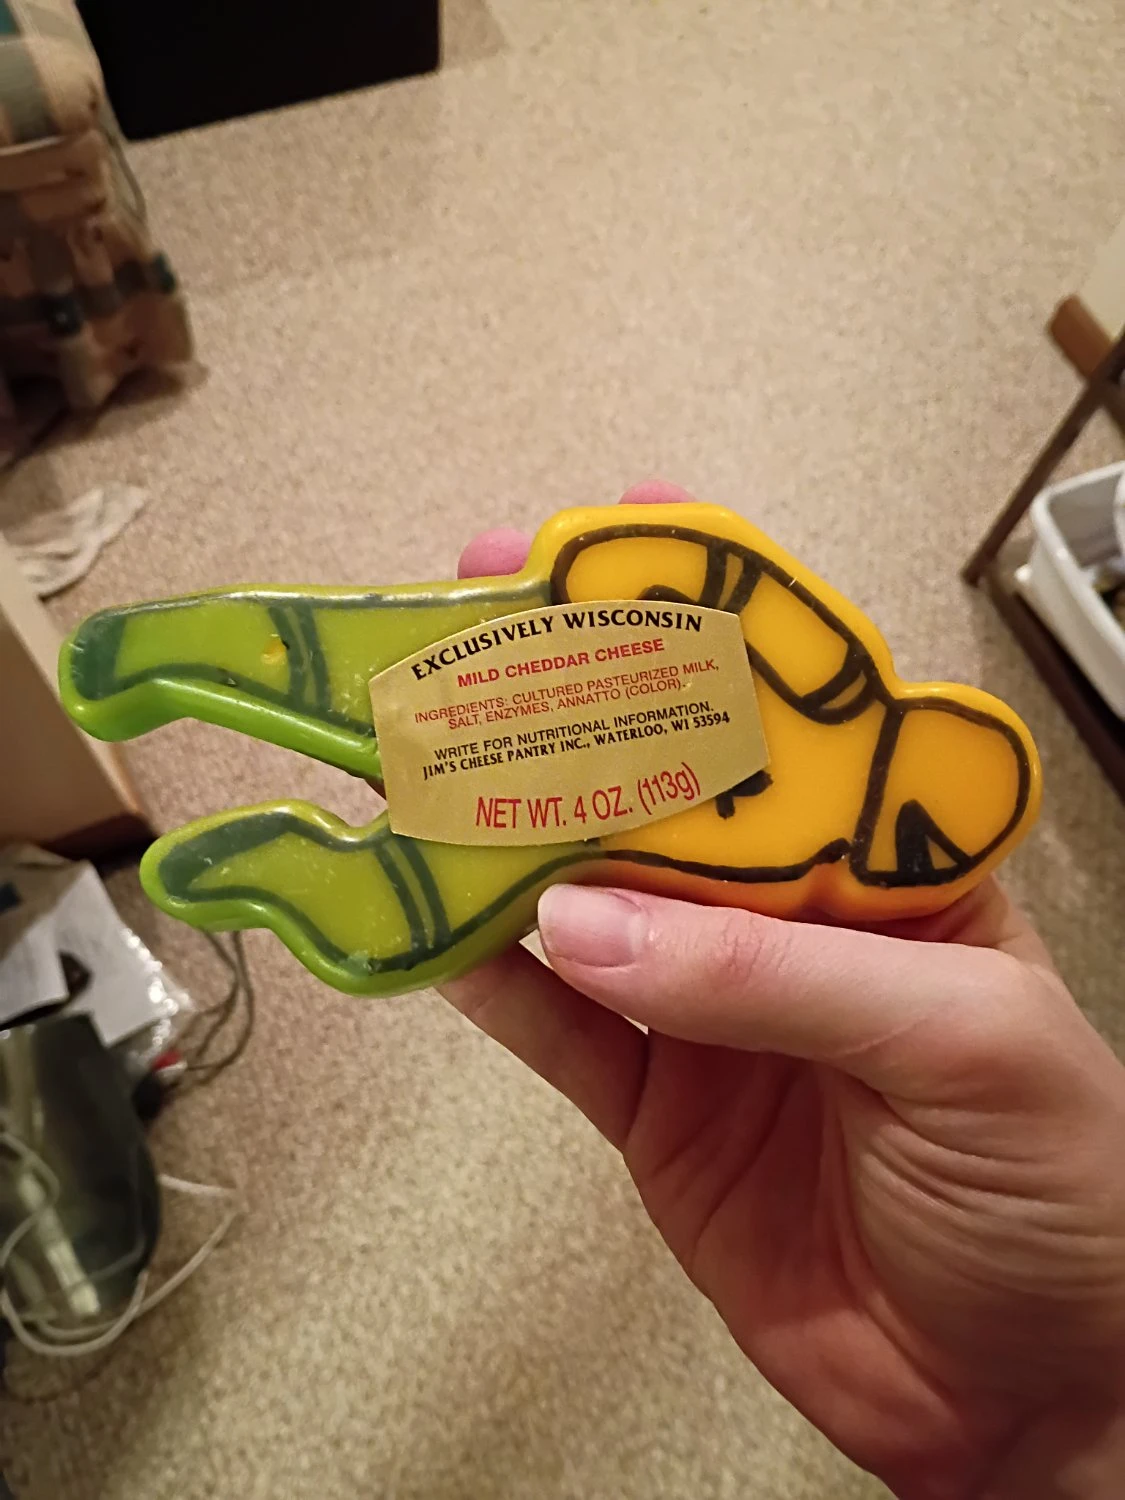 EXCLUSIVELY WISCONSIN
MILD CHEDDAR CHEESE
INGREDIENTS: CULTURED PASTEURIZED MILK,
SALT, ENZYMES, ANNATTO (COLOR).
WRITE FOR NUTRITIONAL INFORMATION.
JIM'S CHEESE PANTRY INC., WATERLOO, WI 53594
NET WT. 4 OZ. (113g)